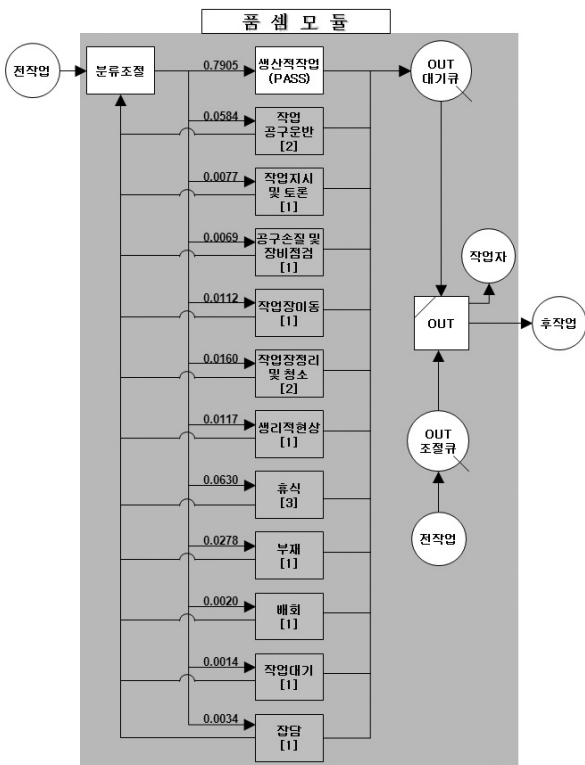 품 셈 모 듈
전작업
분류조절
0.7905
생산적작업
(PASS)
OUT
대기큐
0.0584
작업
공구운반
[2]
0.0077
작업지시
및 토론
[1]
0.0069
공구손질 및
장비점검
[1]
작업자
0.0112
작업장이동
[1]
OUT
후작업
0.0160
작업장정리
및 청소
[2]
0.0117
생리적현상
[1]
OUT
조절큐
0.0630
휴식
[3]
전작업
0.0278
부재
[1]
0.0020
배회
[1]
0.0014
작업대기
[1]
0.0034
잡담
[1]